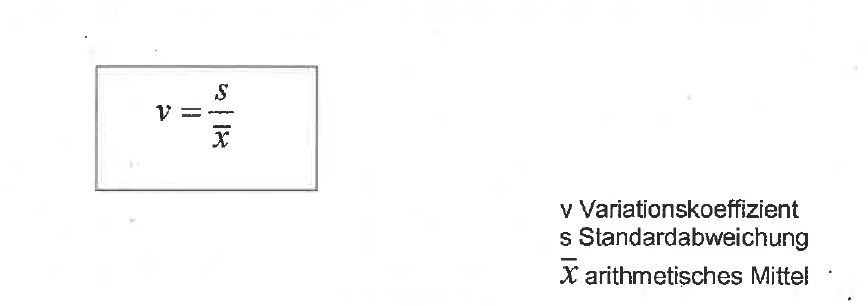 v = s / x̄
v Variationskoeffizient
s Standardabweichung
x̄ arithmetisches Mittel